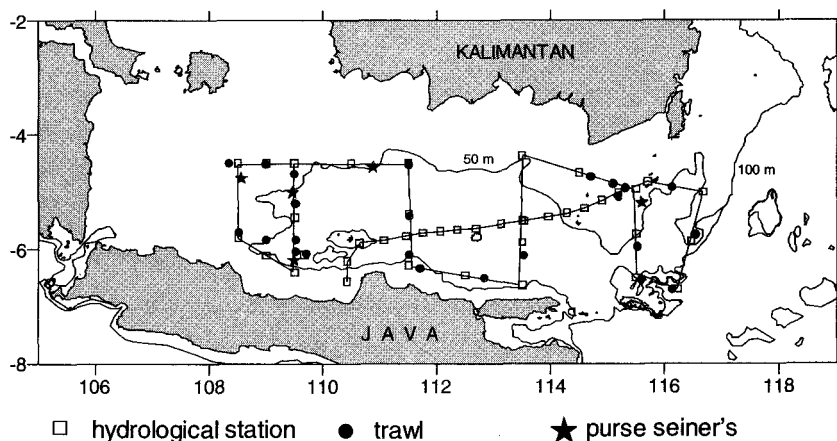 -2
KALIMANTAN
-4
50 m
100 m
-6
J A V A
-8
106 108 110 112 114 116 118
hydrological station trawl purse seiner's